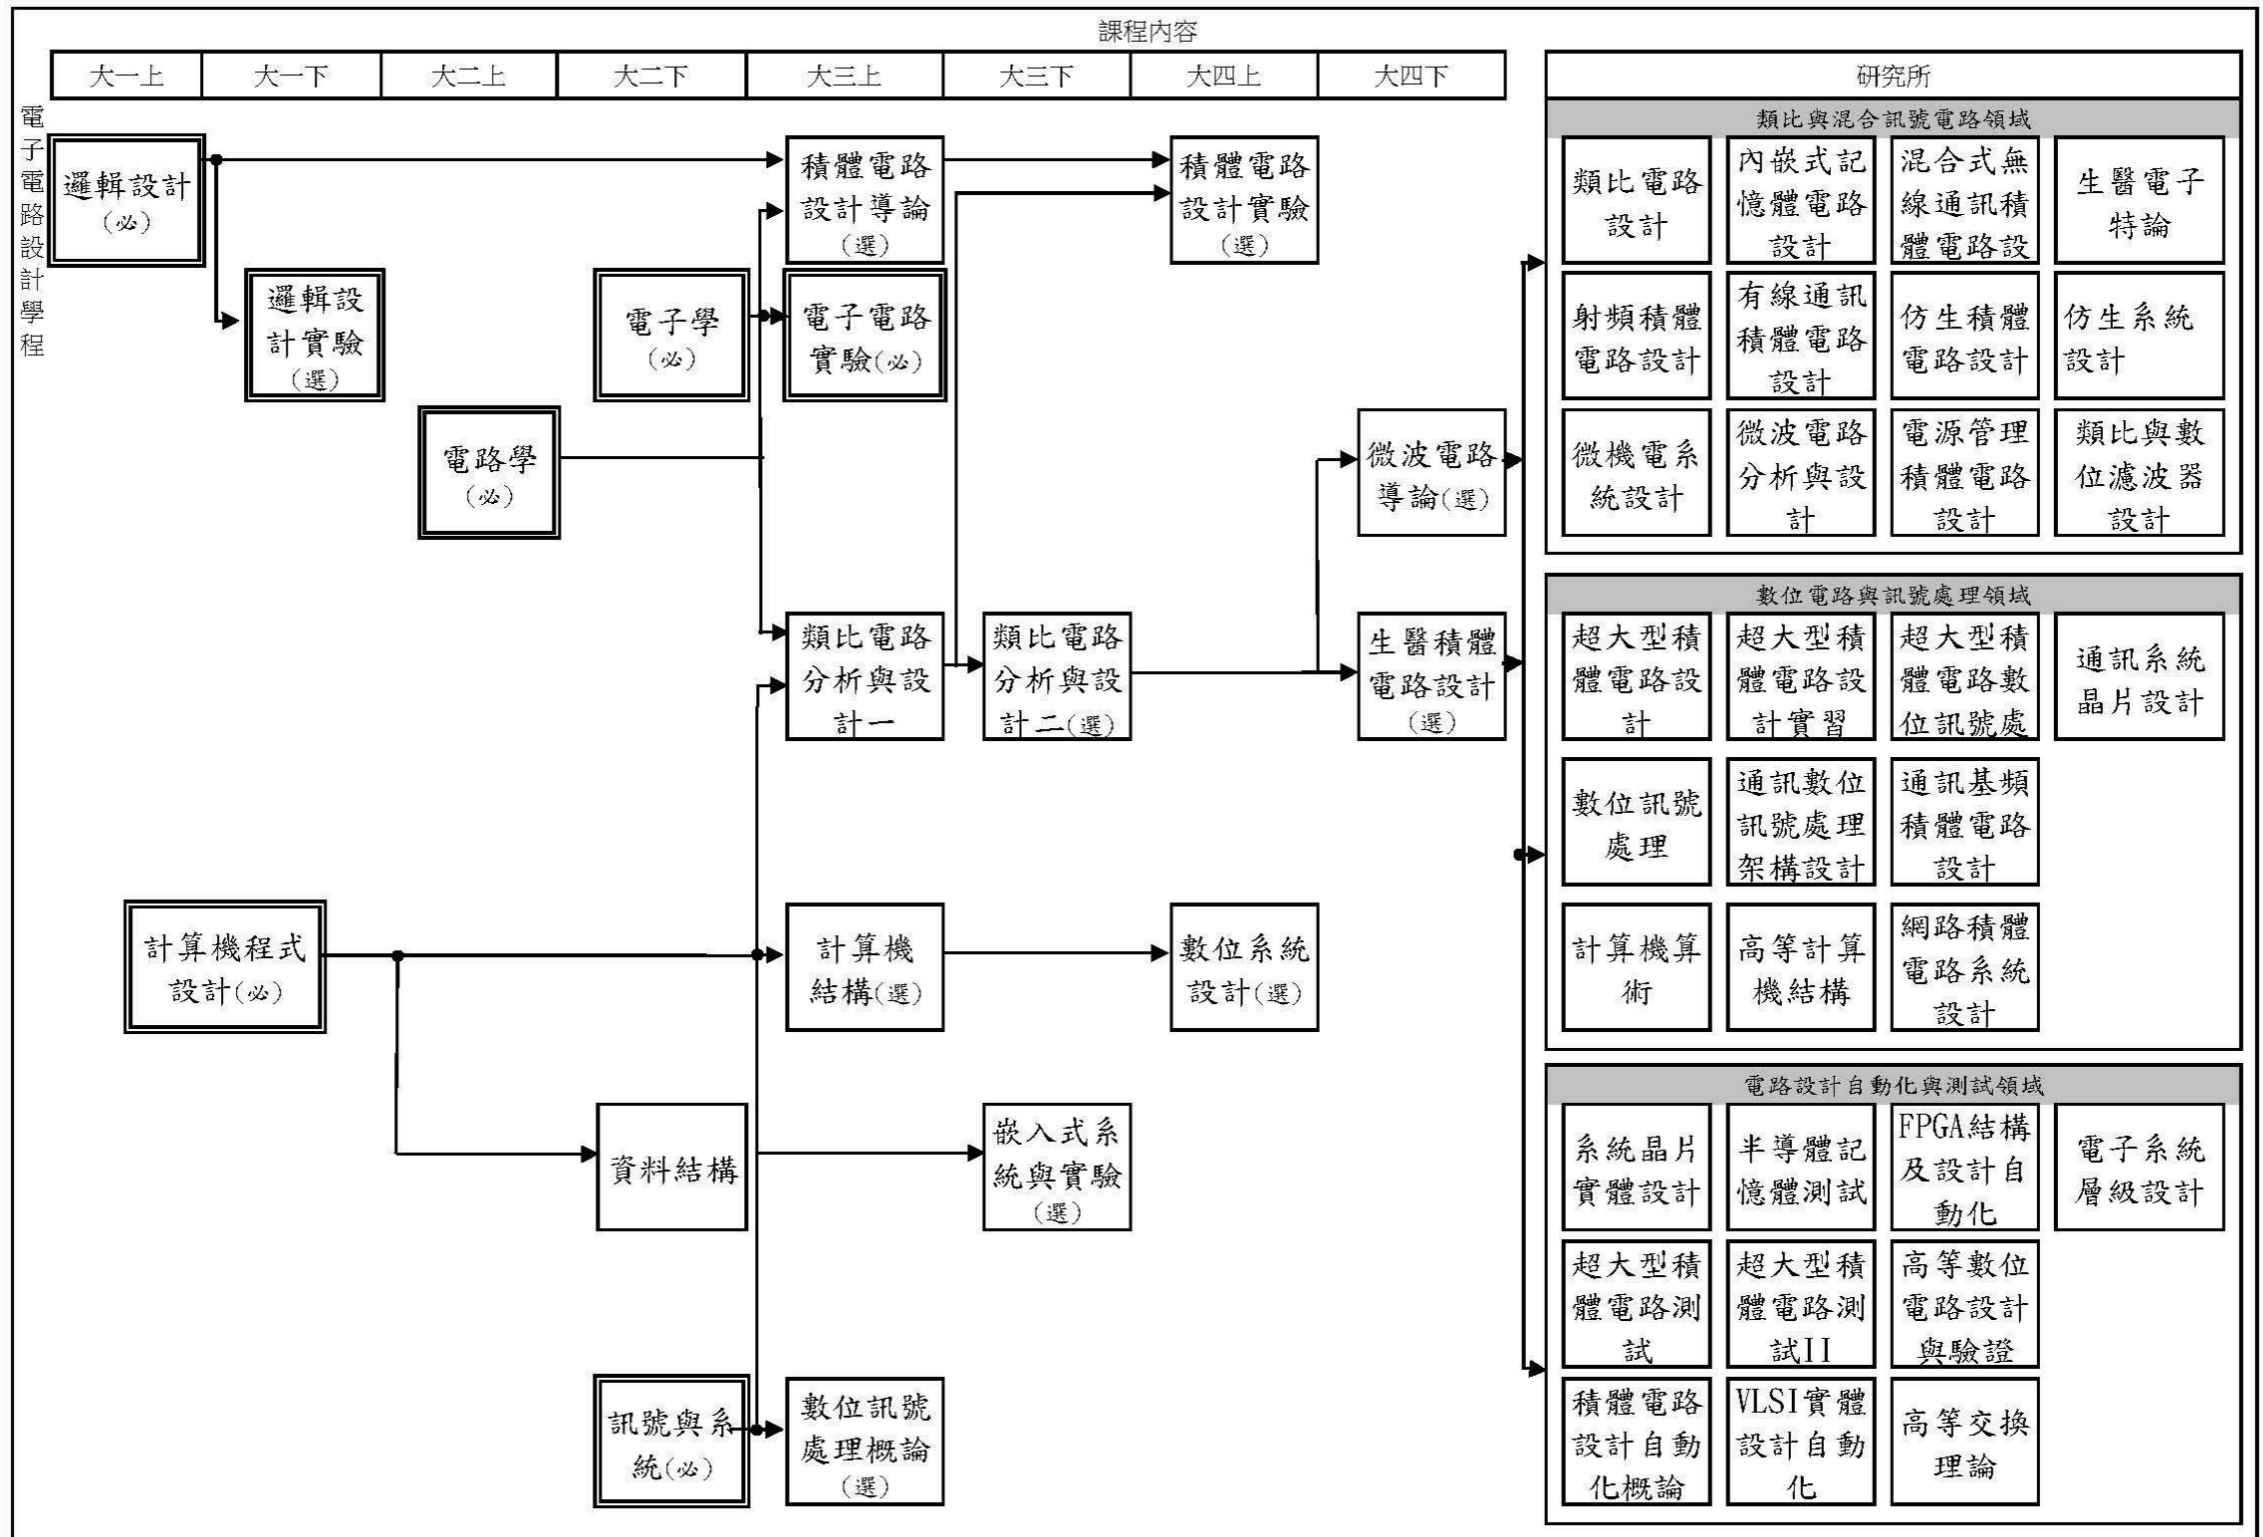 課程內容
大一上
大一下
大二上
大二下
大三上
大三下
大四上
大四下
研究所
電子電路設計學程
邏輯設計
(必)
邏輯設
計實驗
(選)
電路學
(必)
電子學
(必)
積體電路
設計導論
(選)
電子電路
實驗(必)
積體電路
設計實驗
(選)
微波電路
導論(選)
類比電路
分析與設
計一
類比電路
分析與設
計二(選)
生醫積體
電路設計
(選)
計算機程式
設計(必)
計算機
結構(選)
數位系統
設計(選)
資料結構
嵌入式系
統與實驗
(選)
訊號與系
統(必)
數位訊號
處理概論
(選)
類比與混合訊號電路領域
類比電路
設計
內嵌式記
憶體電路
設計
混合式無
線通訊積
體電路設
生醫電子
特論
射頻積體
電路設計
有線通訊
積體電路
設計
仿生積體
電路設計
仿生系統
設計
微機電系
統設計
微波電路
分析與設
計
電源管理
積體電路
設計
類比與數
位濾波器
設計
數位電路與訊號處理領域
超大型積
體電路設
計
超大型積
體電路設
計實習
超大型積
體電路數
位訊號處
通訊系統
晶片設計
數位訊號
處理
通訊數位
訊號處理
架構設計
通訊基頻
積體電路
設計
計算機算
術
高等計算
機結構
網路積體
電路系統
設計
電路設計自動化與測試領域
系統晶片
實體設計
半導體記
憶體測試
FPGA結構
及設計自
動化
電子系統
層級設計
超大型積
體電路測
試
超大型積
體電路測
試II
高等數位
電路設計
與驗證
積體電路
設計自動
化概論
VLSI實體
設計自動
化
高等交換
理論